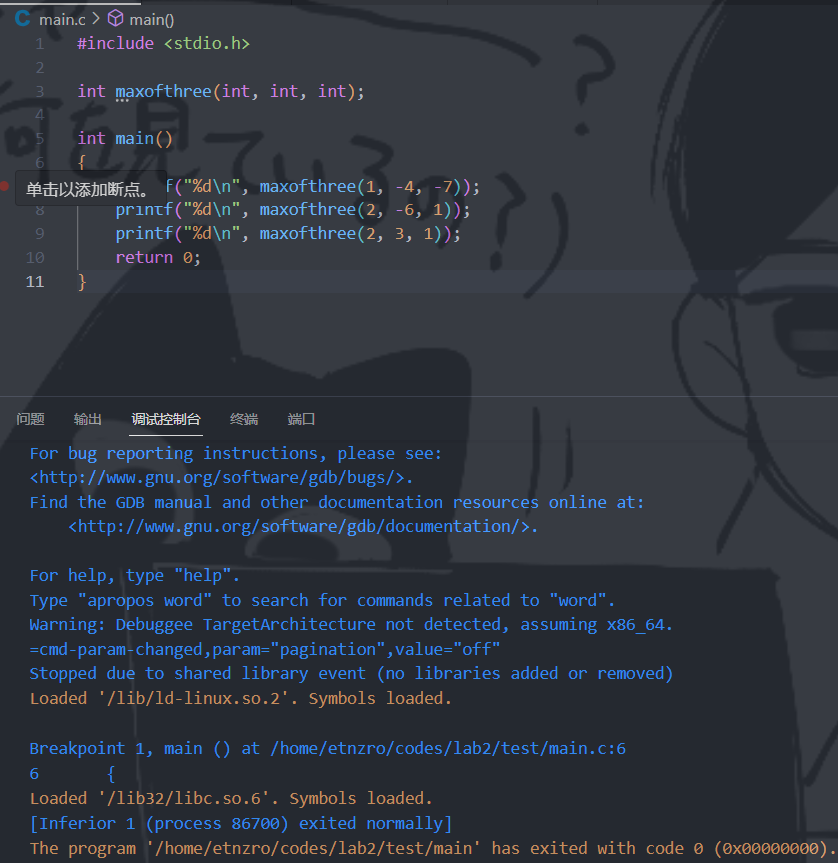 main.c > main()
1 #include <stdio.h>
2
3 int maxofthree(int, int, int);
4
5 int main()
6 {
单击以添加断点。 f("%d\n", maxofthree(1, -4, -7));
8 printf("%d\n", maxofthree(2, -6, 1));
9 printf("%d\n", maxofthree(2, 3, 1));
10 return 0;
11 }
问题 输出 调试控制台 终端 端口
For bug reporting instructions, please see:
<http://www.gnu.org/software/gdb/bugs/>.
Find the GDB manual and other documentation resources online at:
<http://www.gnu.org/software/gdb/documentation/>.
For help, type "help".
Type "apropos word" to search for commands related to "word".
Warning: Debuggee TargetArchitecture not detected, assuming x86_64.
=cmd-param-changed,param="pagination",value="off"
Stopped due to shared library event (no libraries added or removed)
Loaded '/lib/ld-linux.so.2'. Symbols loaded.
Breakpoint 1, main () at /home/etnzro/codes/lab2/test/main.c:6
6 {
Loaded '/lib32/libc.so.6'. Symbols loaded.
[Inferior 1 (process 86700) exited normally]
The program '/home/etnzro/codes/lab2/test/main' has exited with code 0 (0x00000000).